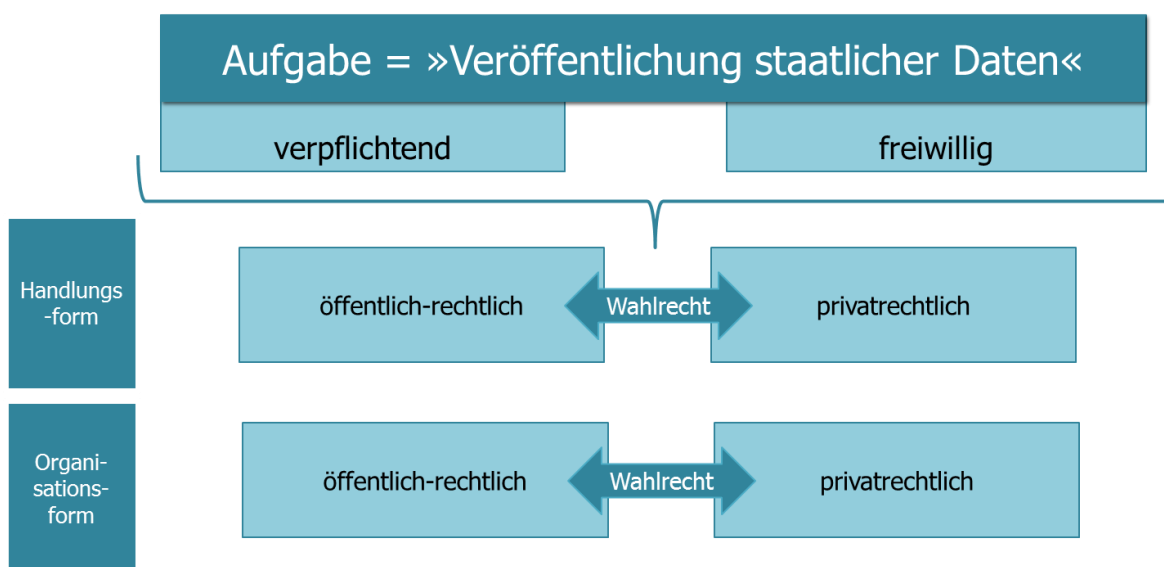 Aufgabe = »Veröffentlichung staatlicher Daten«
verpflichtend
freiwillig
Handlungs
-form
öffentlich-rechtlich
Wahlrecht
privatrechtlich
Organi-
sations-
form
öffentlich-rechtlich
Wahlrecht
privatrechtlich